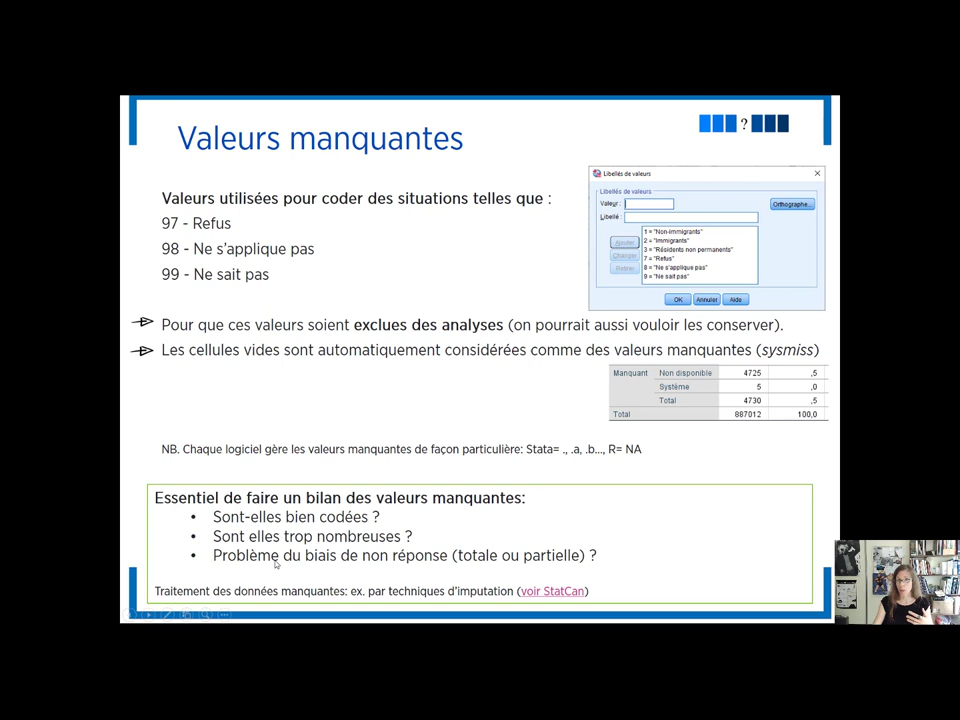 Valeurs manquantes
?
Valeurs utilisées pour coder des situations telles que :
97 - Refus
98 - Ne s'applique pas
99 - Ne sait pas
Libellés de valeurs
Libellés de valeurs
Valeur :
Orthographe...
Libellé :
Ajouter
Changer
Retirer
1 = "Non-immigrants"
2 = "Immigrants"
3 = "Résidents non permanents"
7 = "Refus"
8 = "Ne s'applique pas"
9 = "Ne sait pas"
OK Annuler Aide
Pour que ces valeurs soient exclues des analyses (on pourrait aussi vouloir les conserver).
Les cellules vides sont automatiquement considérées comme des valeurs manquantes (sysmiss)
Manquant Non disponible 4725 ,5
Système 5 ,0
Total 4730 ,5
Total 887012 100,0
NB. Chaque logiciel gère les valeurs manquantes de façon particulière: Stata= ., .a, .b..., R= NA
Essentiel de faire un bilan des valeurs manquantes:
• Sont-elles bien codées ?
• Sont elles trop nombreuses ?
• Problème du biais de non réponse (totale ou partielle) ?
Traitement des données manquantes: ex. par techniques d'imputation (voir StatCan)